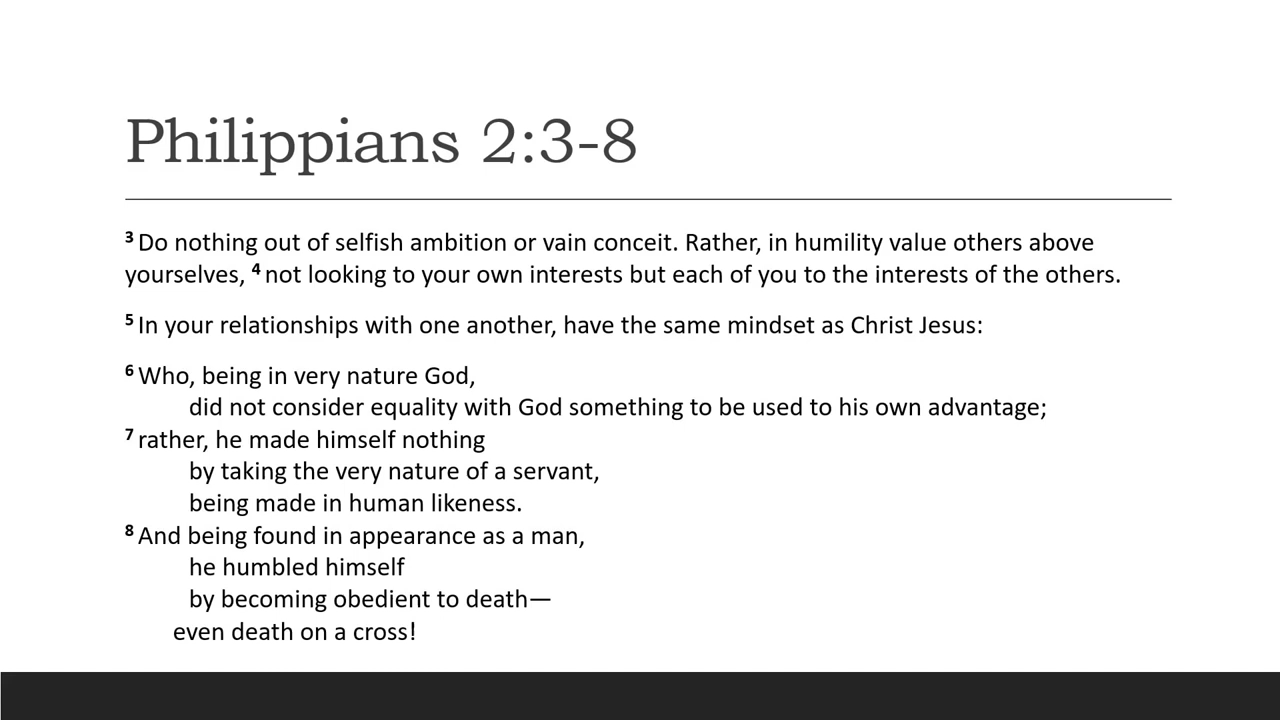 Philippians 2:3-8
3 Do nothing out of selfish ambition or vain conceit. Rather, in humility value others above
yourselves, 4 not looking to your own interests but each of you to the interests of the others.
5 In your relationships with one another, have the same mindset as Christ Jesus:
6 Who, being in very nature God,
did not consider equality with God something to be used to his own advantage;
7 rather, he made himself nothing
by taking the very nature of a servant,
being made in human likeness.
8 And being found in appearance as a man,
he humbled himself
by becoming obedient to death—
even death on a cross!